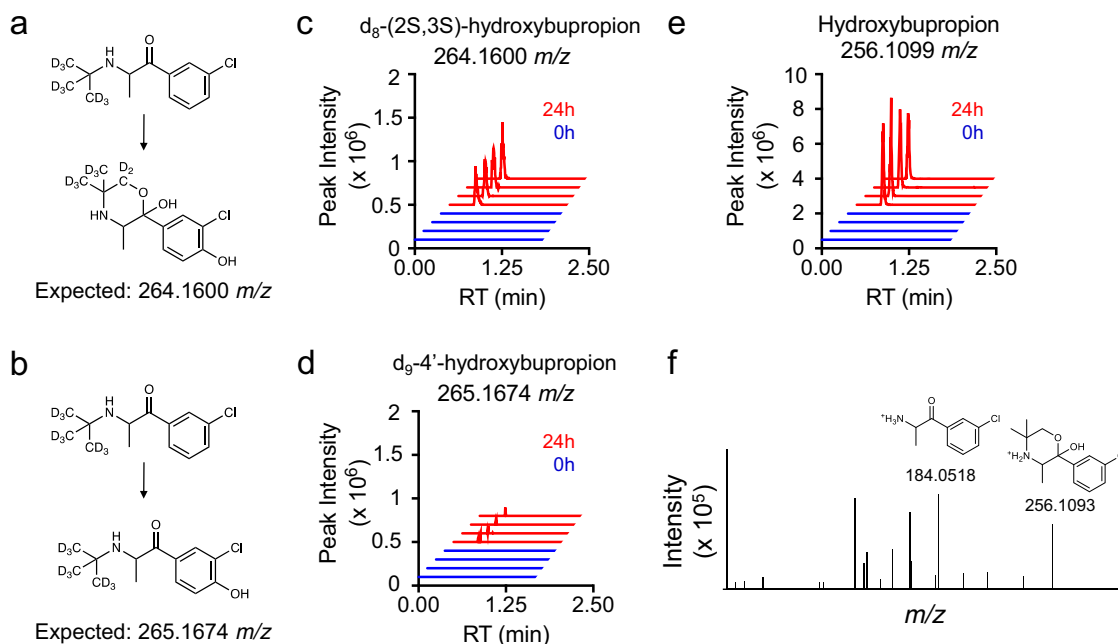 a
O
H
D₃C
N
Cl
D₃C
D₃C CD₃
D₃C D₂
D₃C O
OH
HN
Cl
OH
Expected: 264.1600 m/z
b
O
H
D₃C
N
Cl
D₃C
D₃C CD₃
O
H
D₃C
N
Cl
D₃C
D₃C CD₃
OH
Expected: 265.1674 m/z
c
d₈-(2S,3S)-hydroxybupropion
264.1600 m/z
Peak Intensity
(x 10⁶)
2
1.5
1
0.5
0
24h
0h
0.00 1.25 2.50
RT (min)
d
d₉-4’-hydroxybupropion
265.1674 m/z
Peak Intensity
(x 10⁶)
2
1.5
1
0.5
0
24h
0h
0.00 1.25 2.50
RT (min)
e
Hydroxybupropion
256.1099 m/z
Peak Intensity
(x 10⁶)
10
8
6
4
2
0
24h
0h
0.00 1.25 2.50
RT (min)
f
O
⁺H₃N
Cl
184.0518
O
OH
⁺H₂N
256.1093
Intensity
(x 10⁵)
m/z